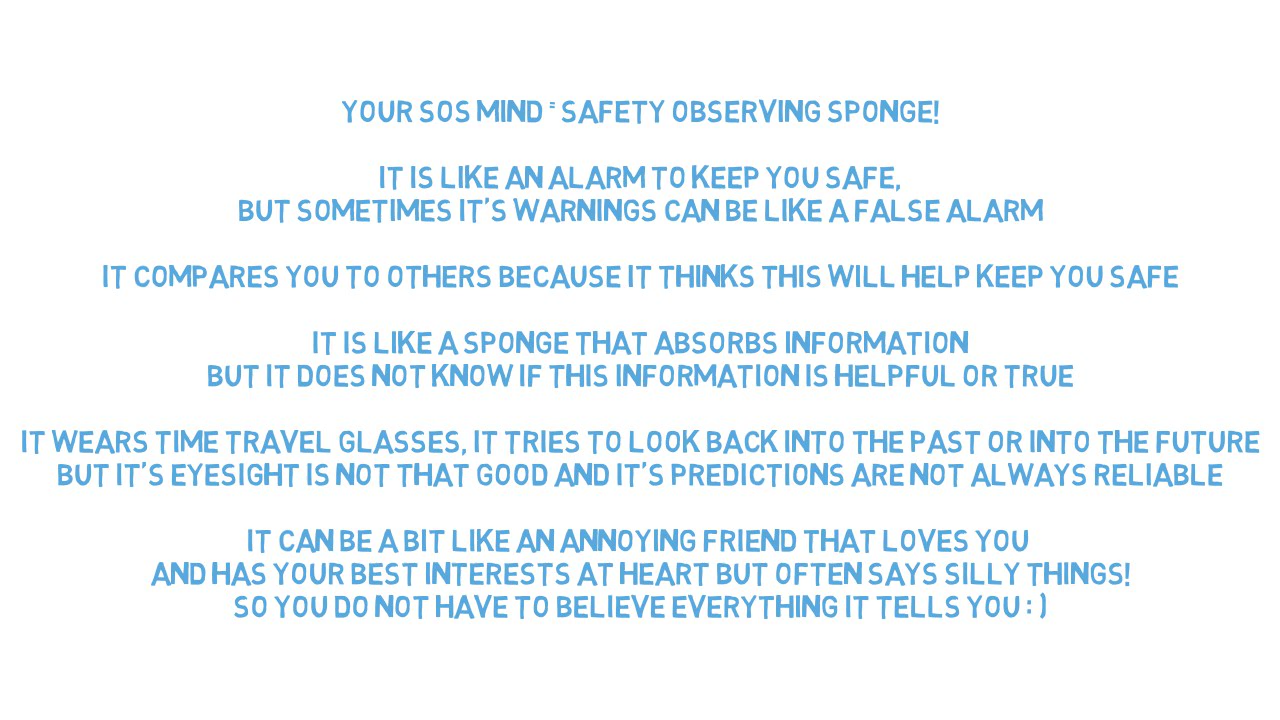 YOUR SOS MIND = SAFETY OBSERVING SPONGE!
IT IS LIKE AN ALARM TO KEEP YOU SAFE,
BUT SOMETIMES IT'S WARNINGS CAN BE LIKE A FALSE ALARM
IT COMPARES YOU TO OTHERS BECAUSE IT THINKS THIS WILL HELP KEEP YOU SAFE
IT IS LIKE A SPONGE THAT ABSORBS INFORMATION
BUT IT DOES NOT KNOW IF THIS INFORMATION IS HELPFUL OR TRUE
IT WEARS TIME TRAVEL GLASSES, IT TRIES TO LOOK BACK INTO THE PAST OR INTO THE FUTURE
BUT IT'S EYESIGHT IS NOT THAT GOOD AND IT'S PREDICTIONS ARE NOT ALWAYS RELIABLE
IT CAN BE A BIT LIKE AN ANNOYING FRIEND THAT LOVES YOU
AND HAS YOUR BEST INTERESTS AT HEART BUT OFTEN SAYS SILLY THINGS!
SO YOU DO NOT HAVE TO BELIEVE EVERYTHING IT TELLS YOU : )